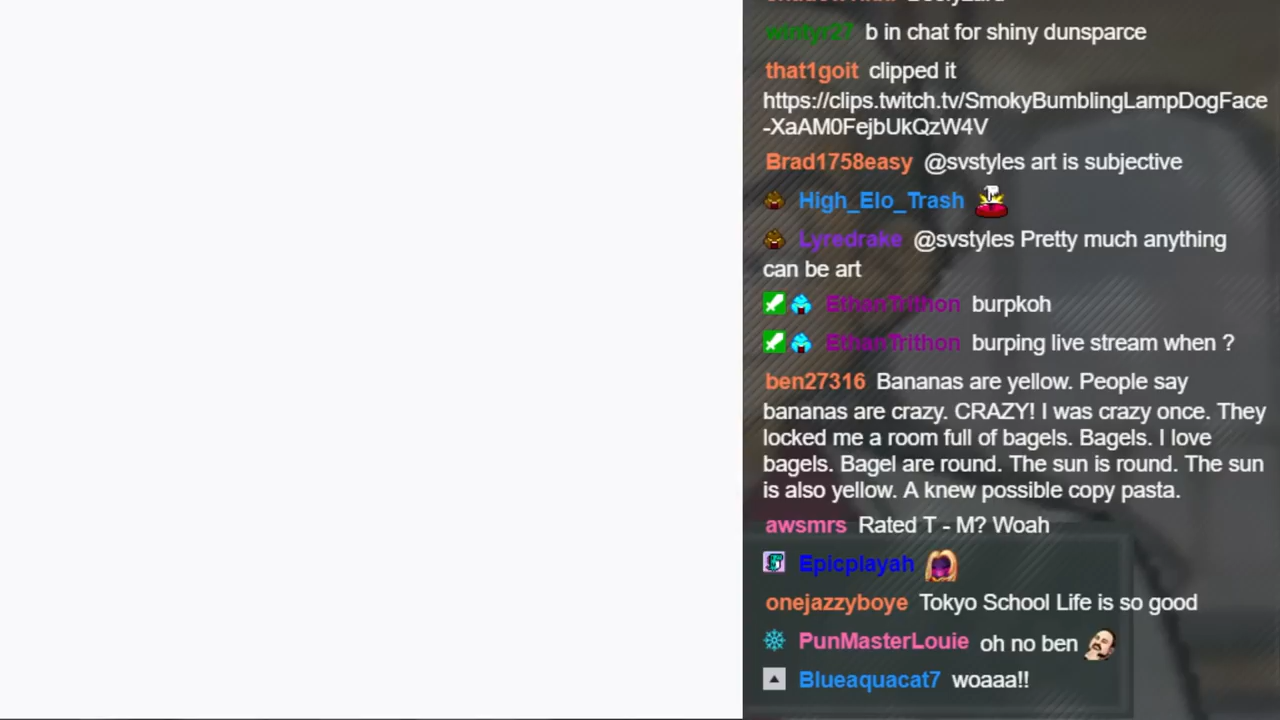 wintyr27 b in chat for shiny dunsparce
that1goit clipped it
https://clips.twitch.tv/SmokyBumblingLampDogFace
-XaAM0FejbUkQzW4V
Brad1758easy @svstyles art is subjective
High_Elo_Trash
Lyredrake @svstyles Pretty much anything
can be art
EthanTrithon burpkoh
EthanTrithon burping live stream when ?
ben27316 Bananas are yellow. People say
bananas are crazy. CRAZY! I was crazy once. They
locked me a room full of bagels. Bagels. I love
bagels. Bagel are round. The sun is round. The sun
is also yellow. A knew possible copy pasta.
awsmrs Rated T - M? Woah
Epicplayah
onejazzyboye Tokyo School Life is so good
PunMasterLouie oh no ben
Blueaquacat7 woaaa!!